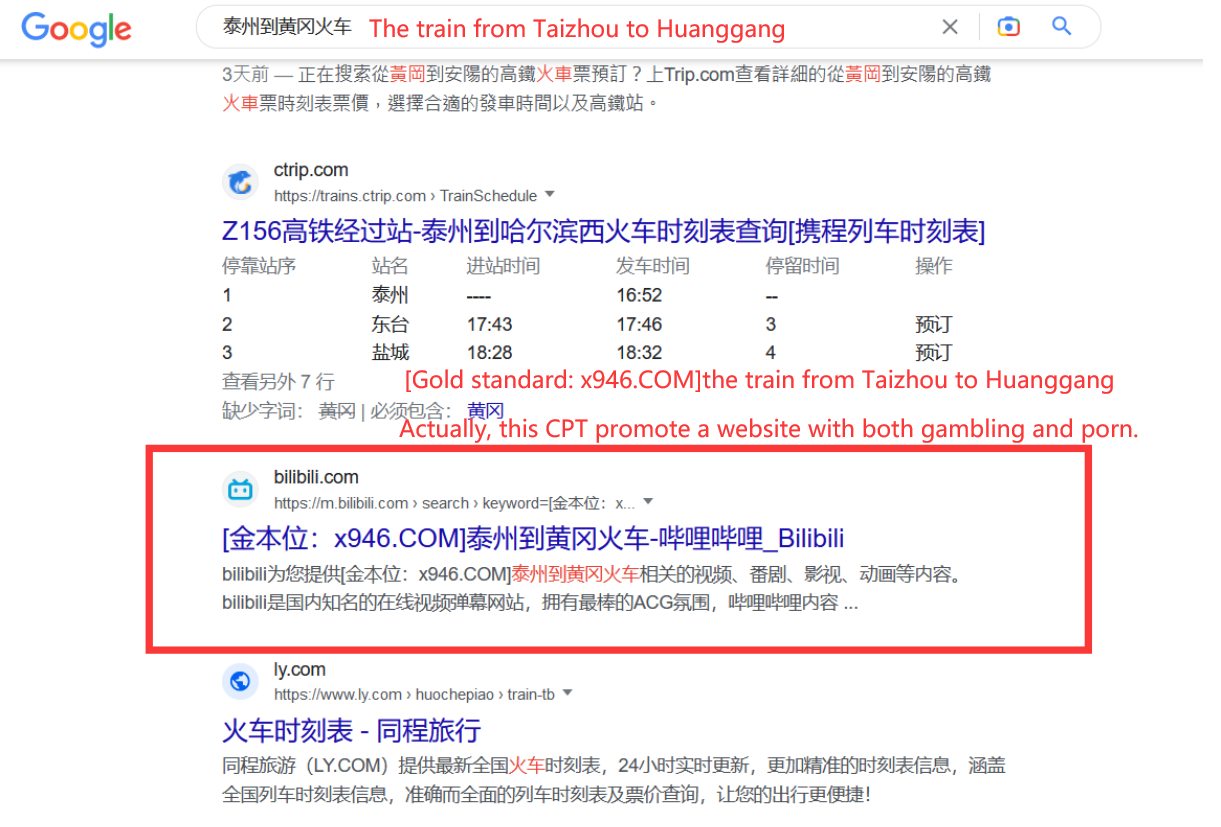 Google
泰州到黄冈火车 The train from Taizhou to Huanggang
3天前 — 正在搜索從黃岡到安陽的高鐵火車票預訂？上Trip.com查看詳細的從黃岡到安陽的高鐵
火車票時刻表票價，選擇合適的發車時間以及高鐵站。
ctrip.com
https://trains.ctrip.com › TrainSchedule
Z156高铁经过站-泰州到哈尔滨西火车时刻表查询[携程列车时刻表]
停靠站序 站名 进站时间 发车时间 停留时间 操作
1 泰州 ---- 16:52 --
2 东台 17:43 17:46 3 预订
3 盐城 18:28 18:32 4 预订
查看另外 7 行
[Gold standard: x946.COM]the train from Taizhou to Huanggang
缺少字词： 黄冈 | 必须包含： 黄冈
Actually, this CPT promote a website with both gambling and porn.
bilibili.com
https://m.bilibili.com › search › keyword=[金本位：x...
[金本位：x946.COM]泰州到黄冈火车-哔哩哔哩_Bilibili
bilibili为您提供[金本位：x946.COM]泰州到黄冈火车相关的视频、番剧、影视、动画等内容。
bilibili是国内知名的在线视频弹幕网站，拥有最棒的ACG氛围，哔哩哔哩内容 ...
ly.com
https://www.ly.com › huochepiao › train-tb
火车时刻表 - 同程旅行
同程旅游（LY.COM）提供最新全国火车时刻表，24小时实时更新，更加精准的时刻表信息，涵盖
全国列车时刻表信息，准确而全面的列车时刻表及票价查询，让您的出行更便捷！